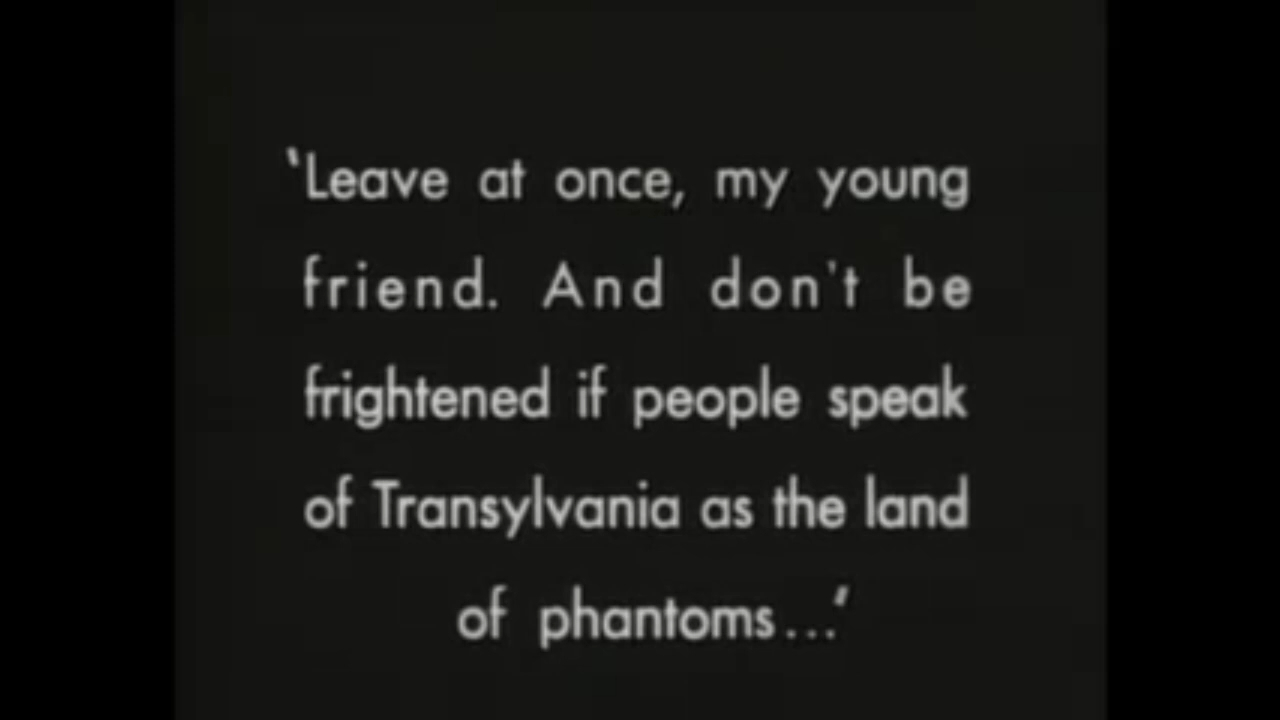 ‛Leave at once, my young
friend. And don't be
frightened if people speak
of Transylvania as the land
of phantoms...’